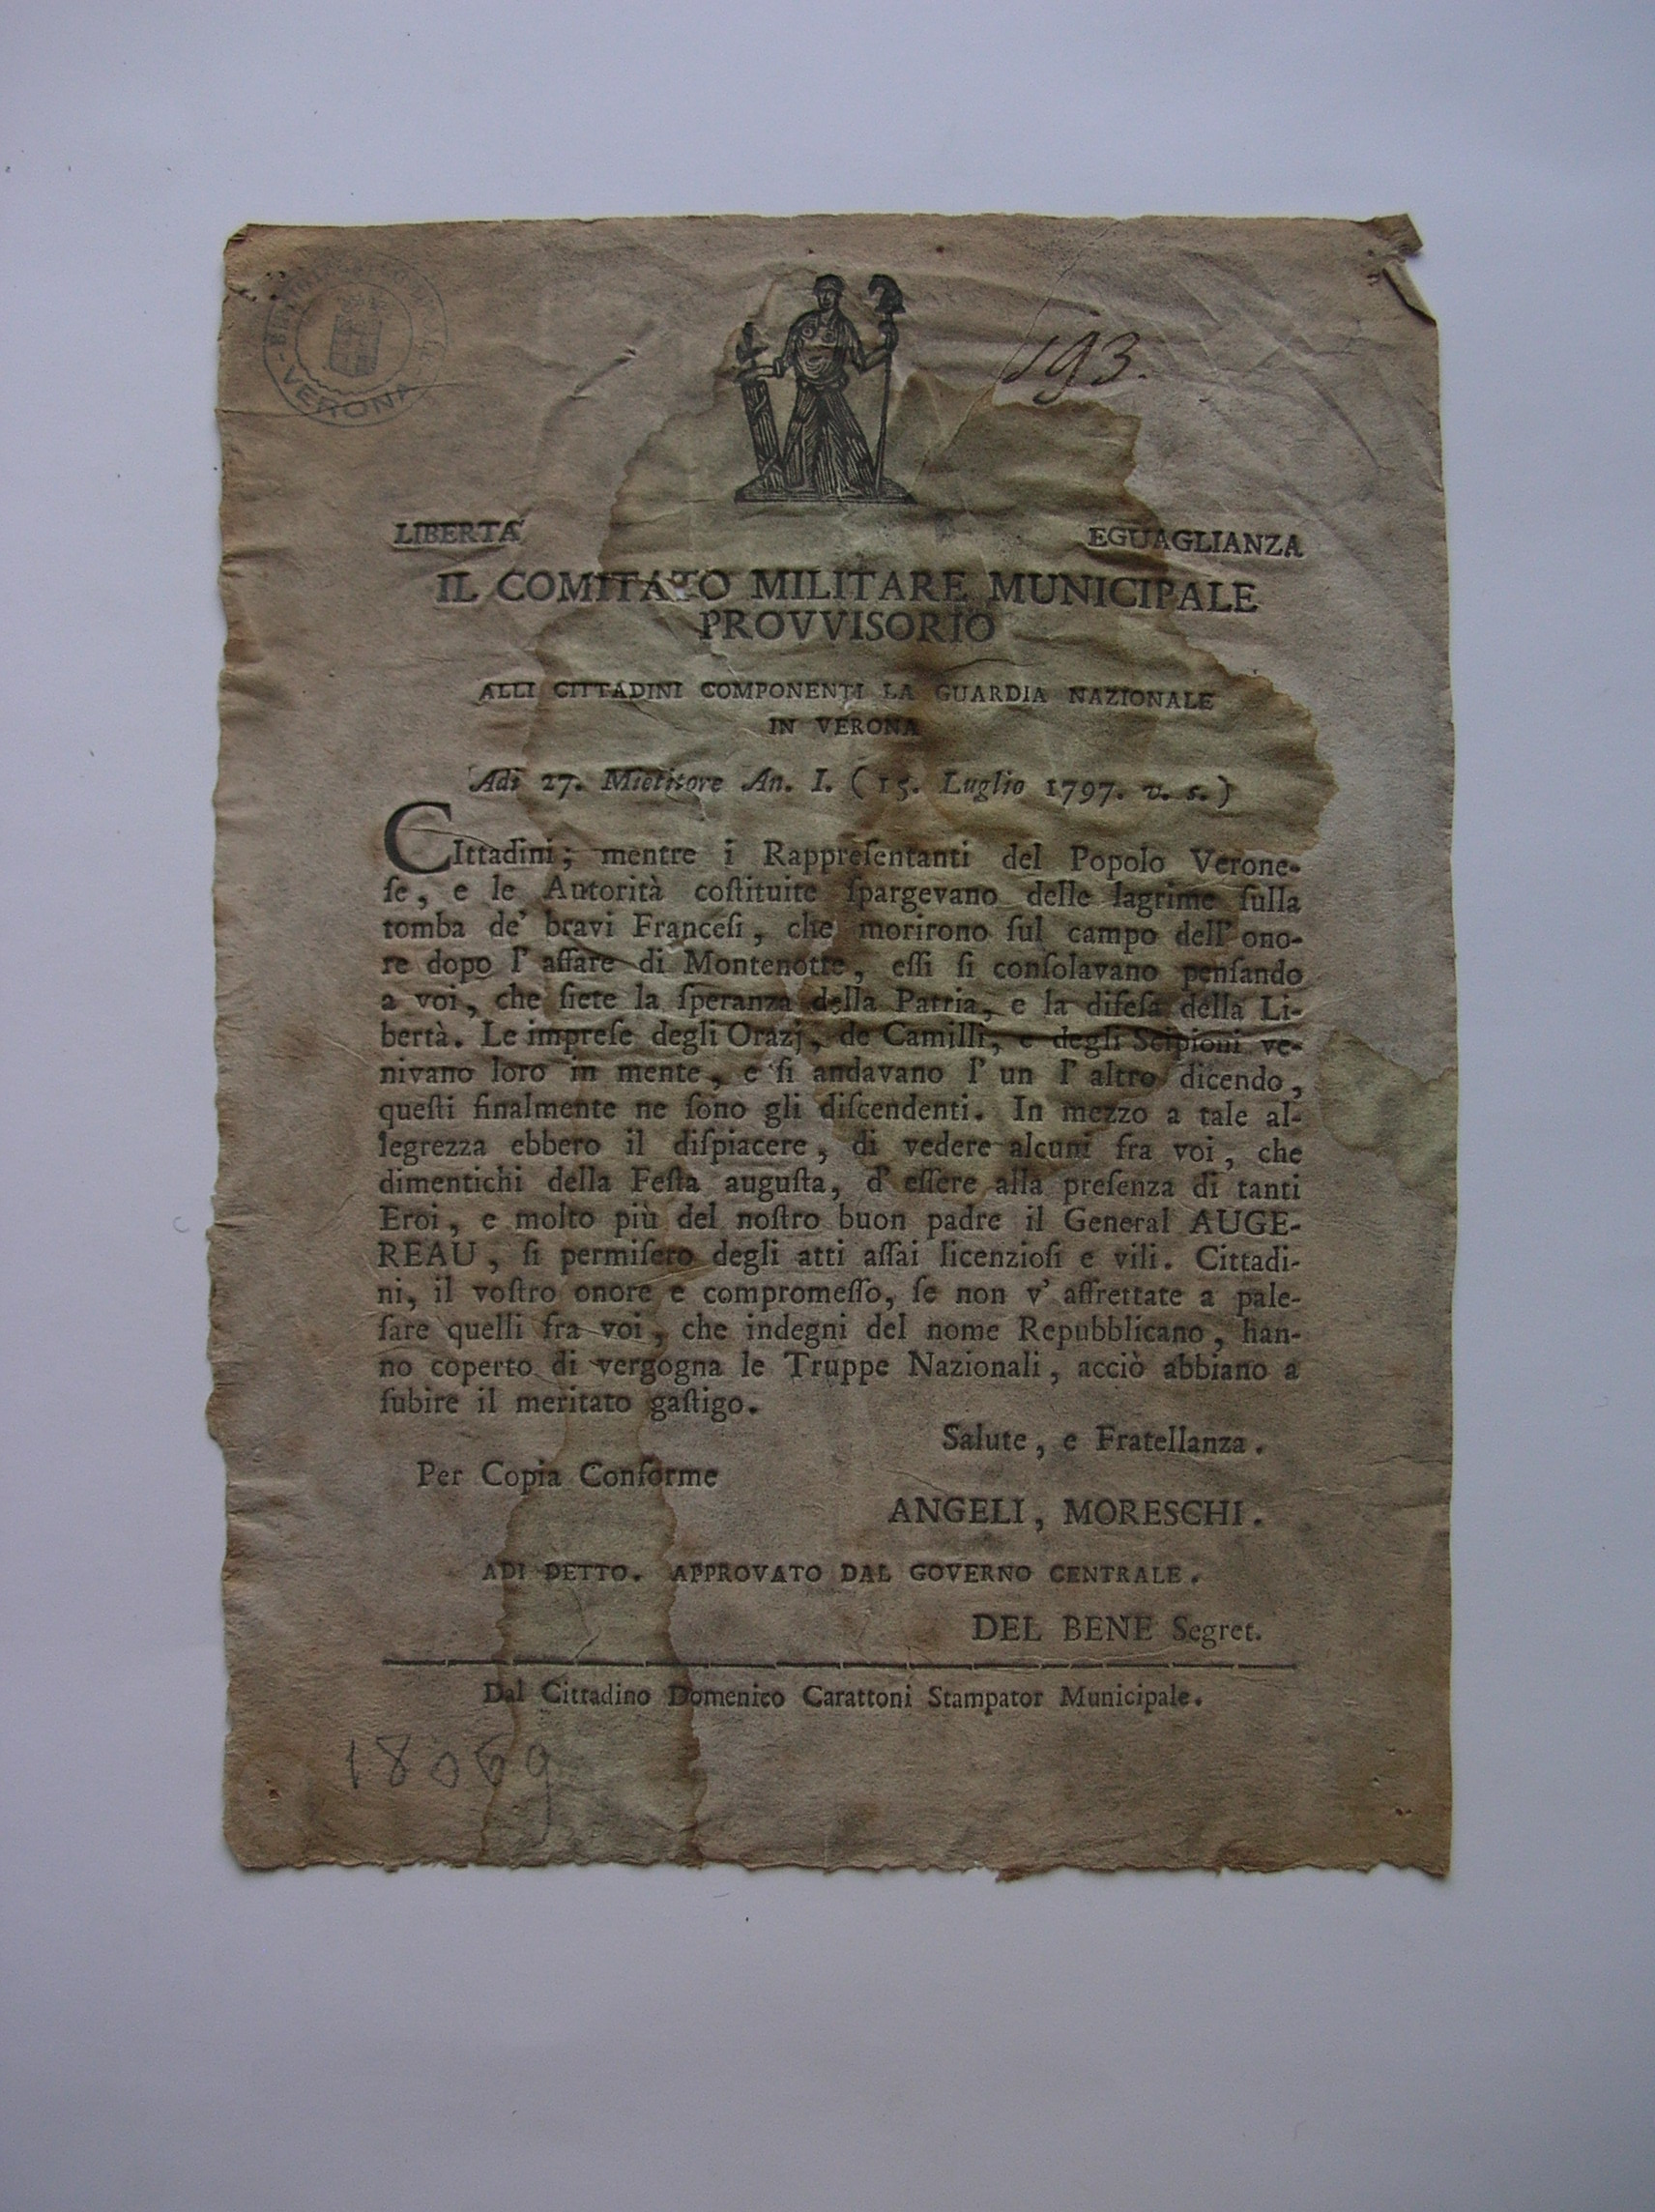 VERONA
193.
LIBERTA'
EGUAGLIANZA
IL COMITATO MILITARE MUNICIPALE
PROVVISORIO
ALLI CITTADINI COMPONENTI LA GUARDIA NAZIONALE
IN VERONA
Adi 27. Mietitore An. I. (15. Luglio 1797. v. s.)
CIttadini; mentre i Rappreſentanti del Popolo Verone-
ſe, e le Autorità coſtituite ſpargevano delle lagrime ſulla
tomba de' bravi Franceſi, che morirono ſul campo dell' ono-
re dopo l' affare di Montenotte, eſſi ſi conſolavano penſando
a voi, che ſiete la ſperanza della Patria, e la difeſa della Li-
bertà. Le impreſe degli Orazj, de Camilli, e degli Scipioni ve-
nivano loro in mente, e ſi andavano l' un l' altro dicendo,
queſti finalmente ne ſono gli diſcendenti. In mezzo a tale al-
legrezza ebbero il diſpiacere, di vedere alcuni fra voi, che
dimentichi della Feſta auguſta, d' eſſere alla preſenza di tanti
Eroi, e molto più del noſtro buon padre il General AUGE-
REAU, ſi permiſero degli atti aſſai licenzioſi e vili. Cittadi-
ni, il voſtro onore e compromeſſo, ſe non v' affrettate a pale-
ſare quelli fra voi, che indegni del nome Repubblicano, han-
no coperto di vergogna le Truppe Nazionali, acciò abbiano a
ſubire il meritato gaſtigo.
Salute, e Fratellanza.
Per Copia Conforme
ANGELI, MORESCHI.
ADI DETTO. APPROVATO DAL GOVERNO CENTRALE.
DEL BENE Segret.
Dal Cittadino Domenico Carattoni Stampator Municipale.
18069